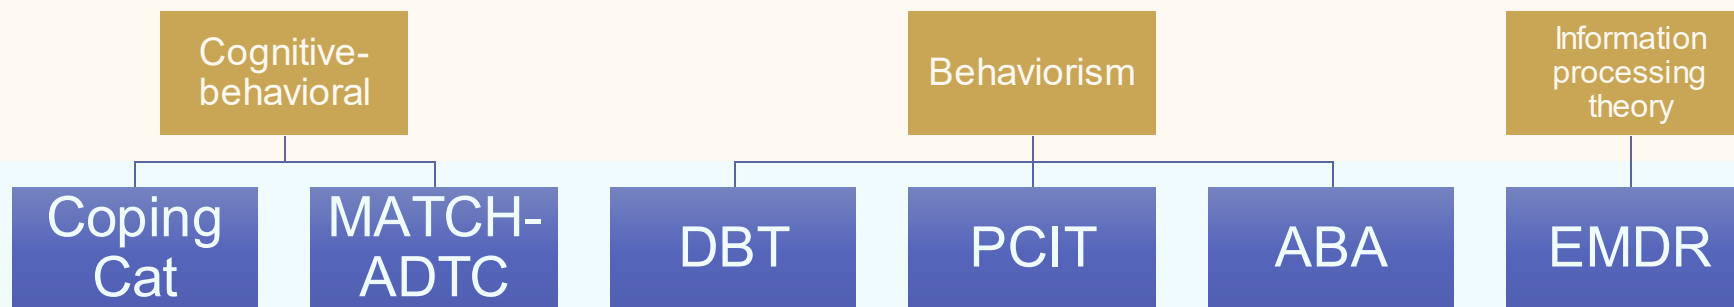 Cognitive-
behavioral
Behaviorism
Information
processing
theory
Coping
Cat
MATCH-
ADTC
DBT
PCIT
ABA
EMDR